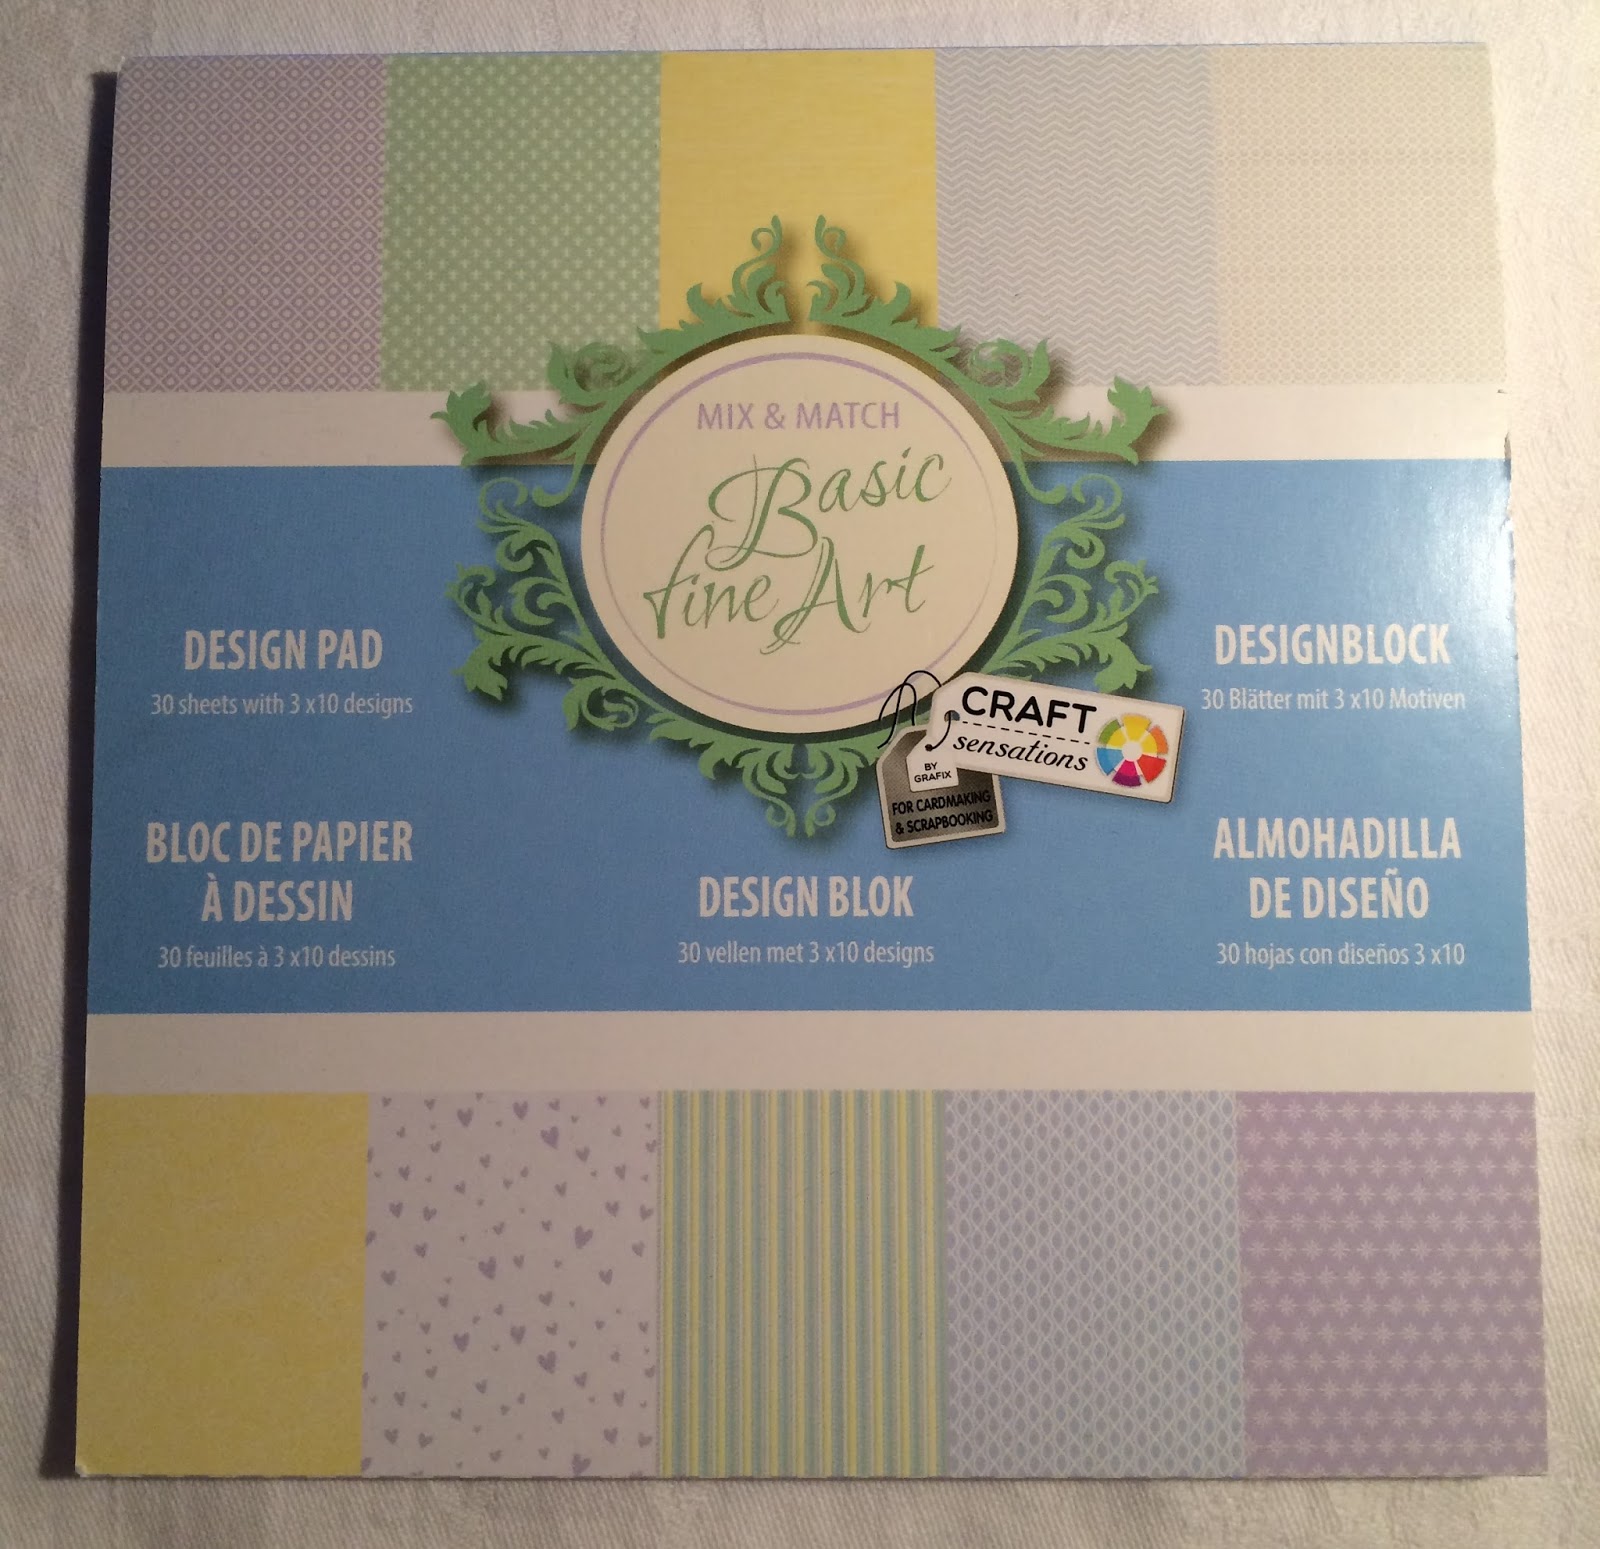 MIX & MATCH
Basic
fine Art
DESIGN PAD
30 sheets with 3 x10 designs
DESIGNBLOCK
30 Blätter mit 3 x10 Motiven
CRAFT
sensations
BY
GRAFIX
FOR CARDMAKING
& SCRAPBOOKING
BLOC DE PAPIER
À DESSIN
30 feuilles à 3 x10 dessins
DESIGN BLOK
30 vellen met 3 x10 designs
ALMOHADILLA
DE DISEÑO
30 hojas con diseños 3 x10